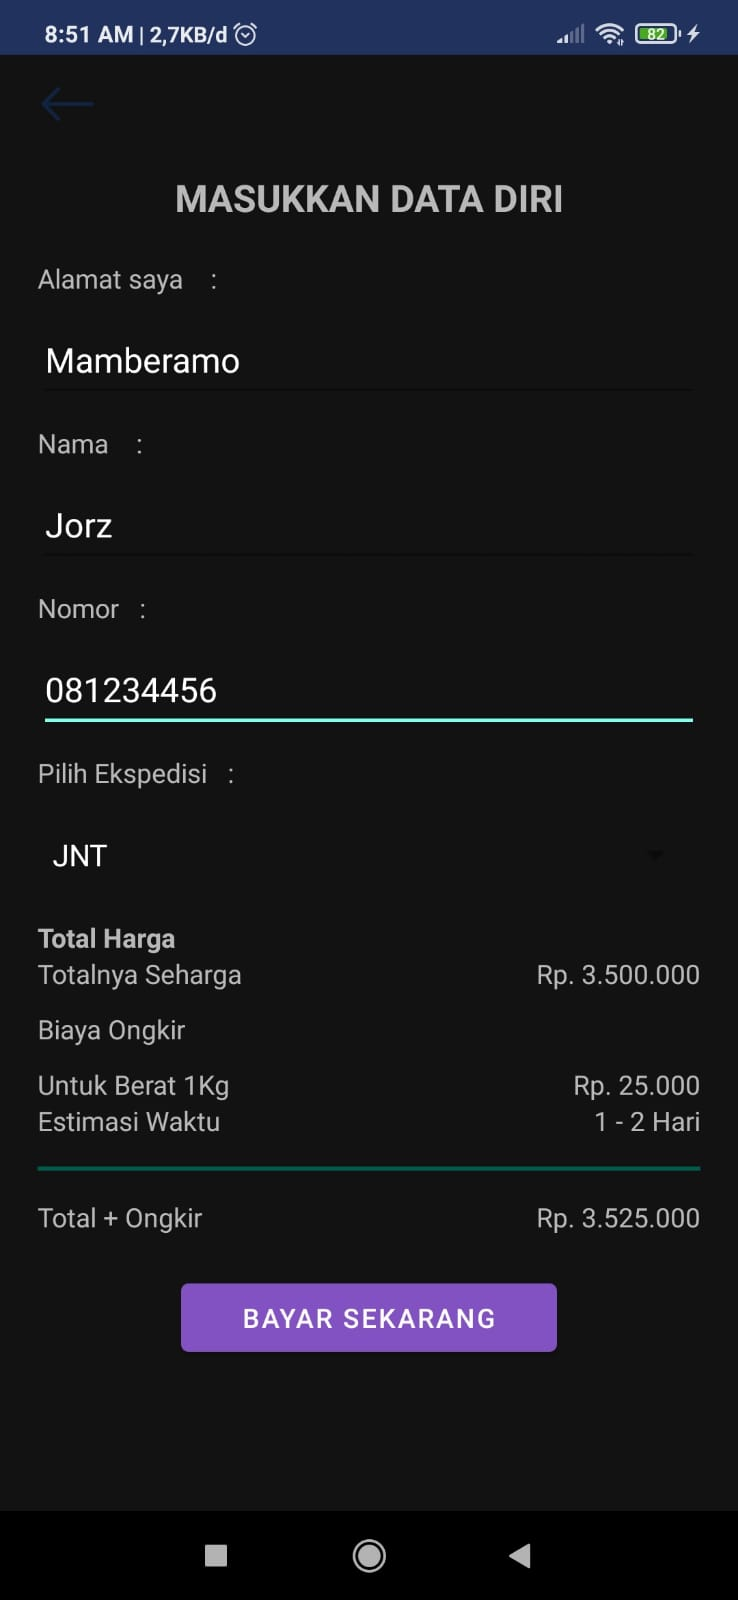 8:51 AM | 2,7KB/d 82
MASUKKAN DATA DIRI
Alamat saya :
Mamberamo
Nama :
Jorz
Nomor :
081234456
Pilih Ekspedisi :
JNT
Total Harga
Totalnya Seharga Rp. 3.500.000
Biaya Ongkir
Untuk Berat 1Kg Rp. 25.000
Estimasi Waktu 1 - 2 Hari
Total + Ongkir Rp. 3.525.000
BAYAR SEKARANG